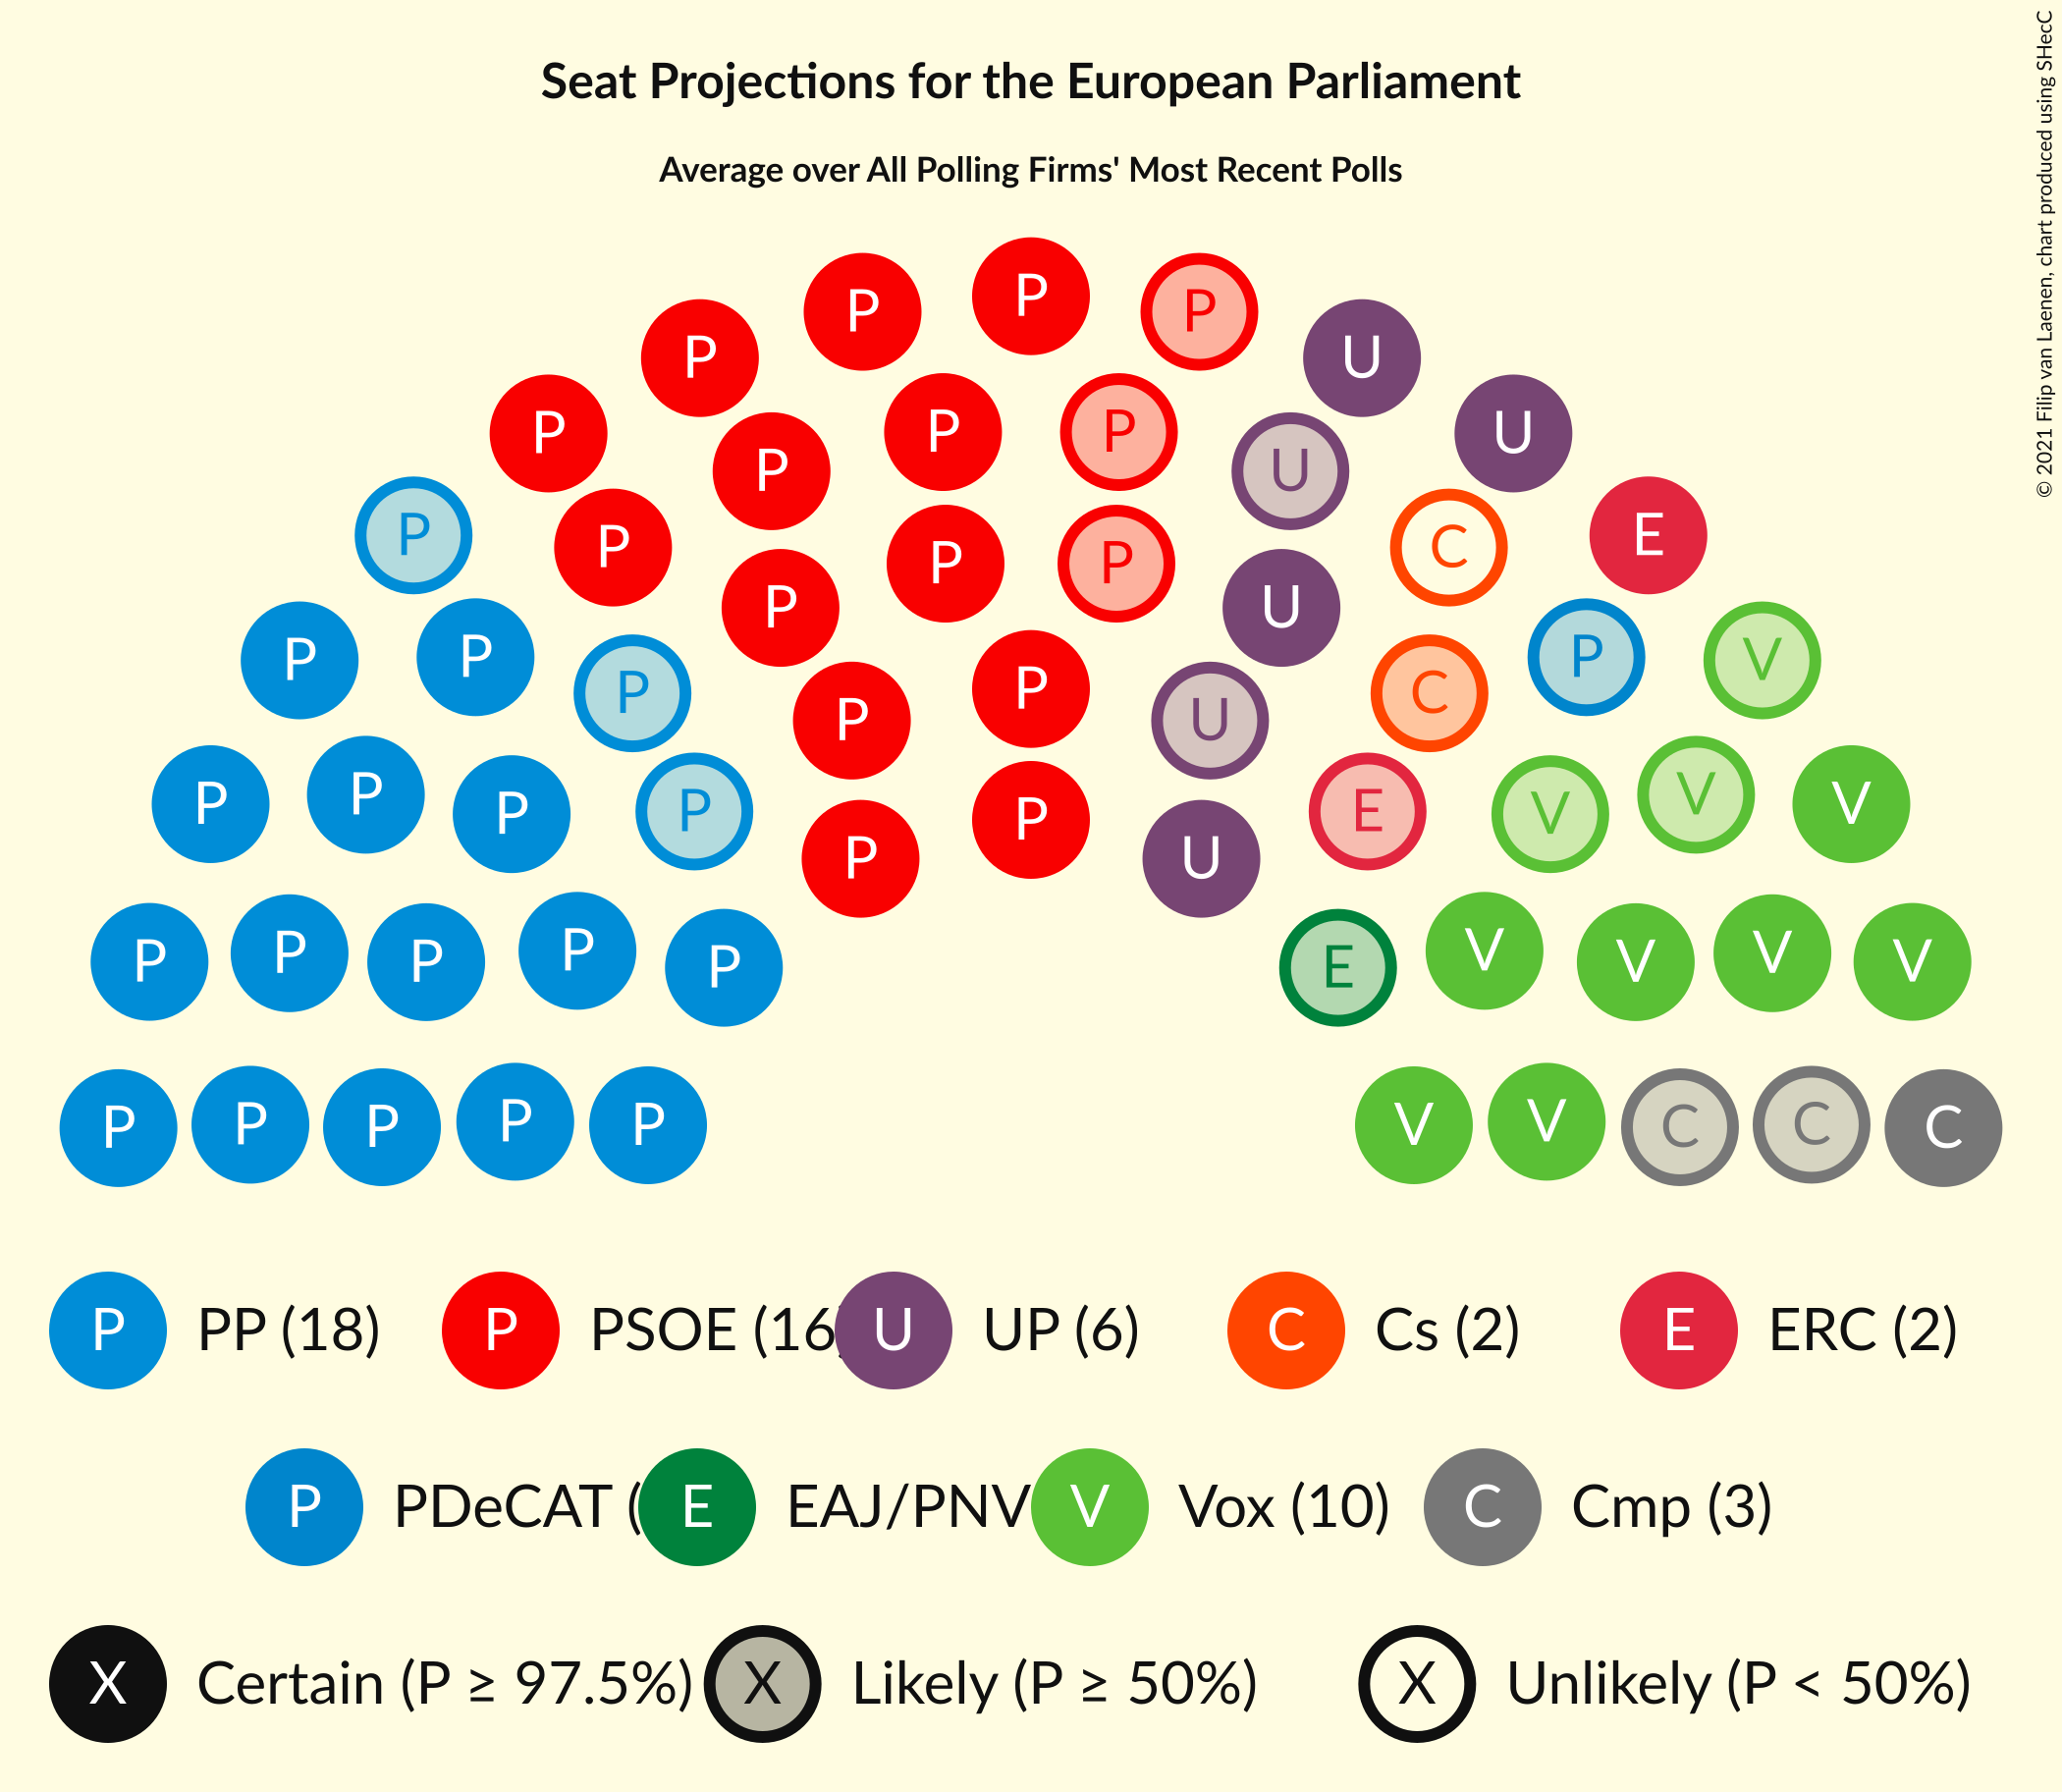 Seat Projections for the European Parliament
Average over All Polling Firms' Most Recent Polls
© 2021 Filip van Laenen, chart produced using SHecC
P
P P P
P U
P P P U
P P U
P P P C E
P P P
P U
P P P V
P P C
P P U
P P V V
P P P E V
P P U
P P P P P E V V V V
P P P P P V V C C C
P PP (18) P PSOE (16 U UP (6) C Cs (2) E ERC (2)
P PDeCAT ( E EAJ/PNV V Vox (10) C Cmp (3)
X Certain (P ≥ 97.5%) X Likely (P ≥ 50%) X Unlikely (P < 50%)